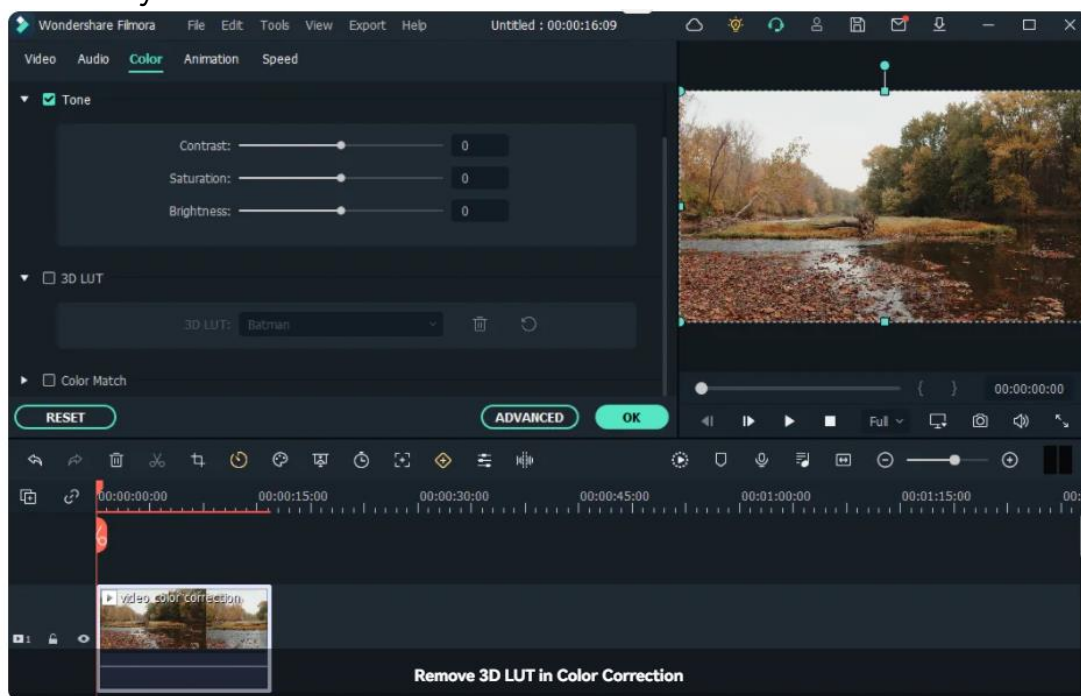 Wondershare Filmora File Edit Tools View Export Help Untitled : 00:00:16:09
Video Audio Color Animation Speed
Tone
Contrast: 0
Saturation: 0
Brightness: 0
3D LUT
3D LUT: Batman
Color Match
RESET ADVANCED OK
{ } 00:00:00:00
Full
00:00:00:00 00:00:15:00 00:00:30:00 00:00:45:00 00:01:00:00 00:01:15:00 00:
video color correction
1
Remove 3D LUT in Color Correction